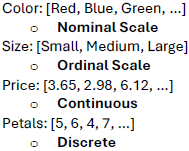 Color: [Red, Blue, Green, ...]
o Nominal Scale
Size: [Small, Medium, Large]
o Ordinal Scale
Price: [3.65, 2.98, 6.12, ...]
o Continuous
Petals: [5, 6, 4, 7, ...]
o Discrete